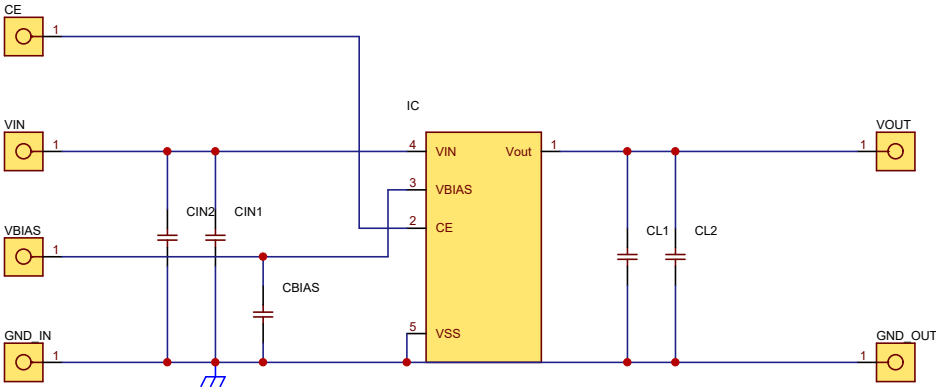 CE
1
IC
VIN
1
4 VIN Vout 1
VOUT
1
3 VBIAS
CIN2 CIN1
2 CE
VBIAS
1
CL1 CL2
CBIAS
5 VSS
GND_IN
1
GND_OUT
1